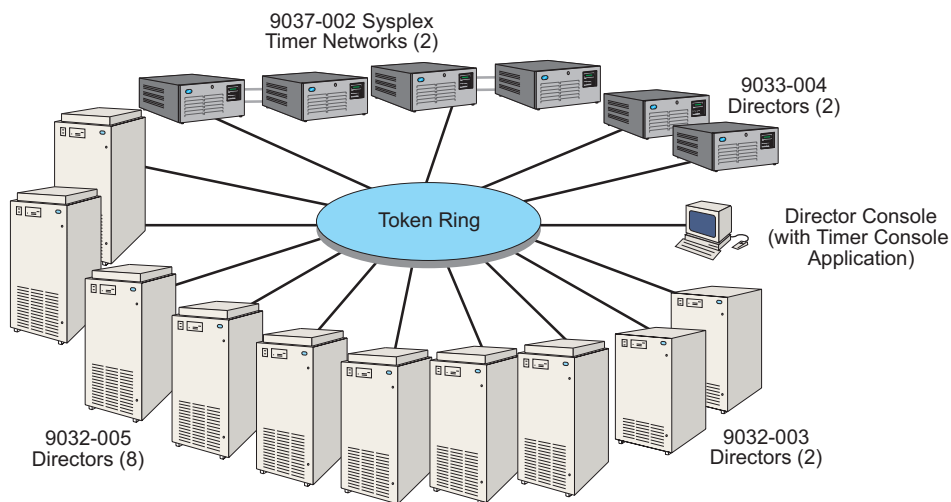 9037-002 Sysplex
Timer Networks (2)
9033-004
Directors (2)
Token Ring
Director Console
(with Timer Console
Application)
9032-005
Directors (8)
9032-003
Directors (2)